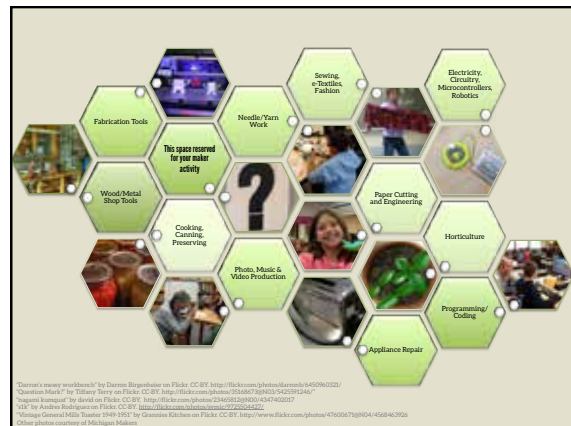 Sewing,
e-Textiles,
Fashion
Electricity,
Circuitry,
Microcontrollers,
Robotics
Fabrication Tools
Needle/Yarn
Work
This space reserved
for your maker
activity
Wood/Metal
Shop Tools
Paper Cutting
and Engineering
Cooking,
Canning,
Preserving
Horticulture
Photo, Music &
Video Production
Programming/
Coding
Appliance Repair
"Darron's messy workbench" by Darron Birgenheier on Flickr. CC-BY.
"Question Mark?" by Tiffany Terry on Flickr. CC-BY.
"nagami kumquat" by david on Flickr. CC-BY.
by Andres Rodriguez on Flickr. CC-BY.
"Vintage General Mills Toaster 1949-1951" by Grannies Kitchen on Flickr. CC-BY.
Other photos courtesy of Michigan Makers